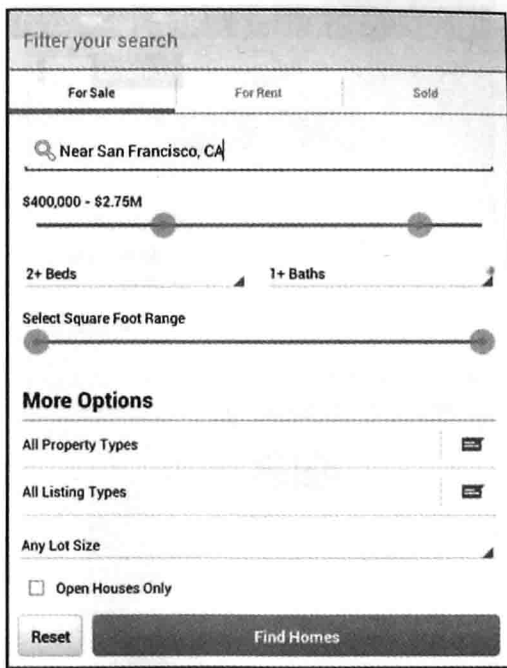 Filter your search
For Sale For Rent Sold
Near San Francisco, CA
$400,000 - $2.75M
2+ Beds 1+ Baths
Select Square Foot Range
More Options
All Property Types
All Listing Types
Any Lot Size
Open Houses Only
Reset Find Homes